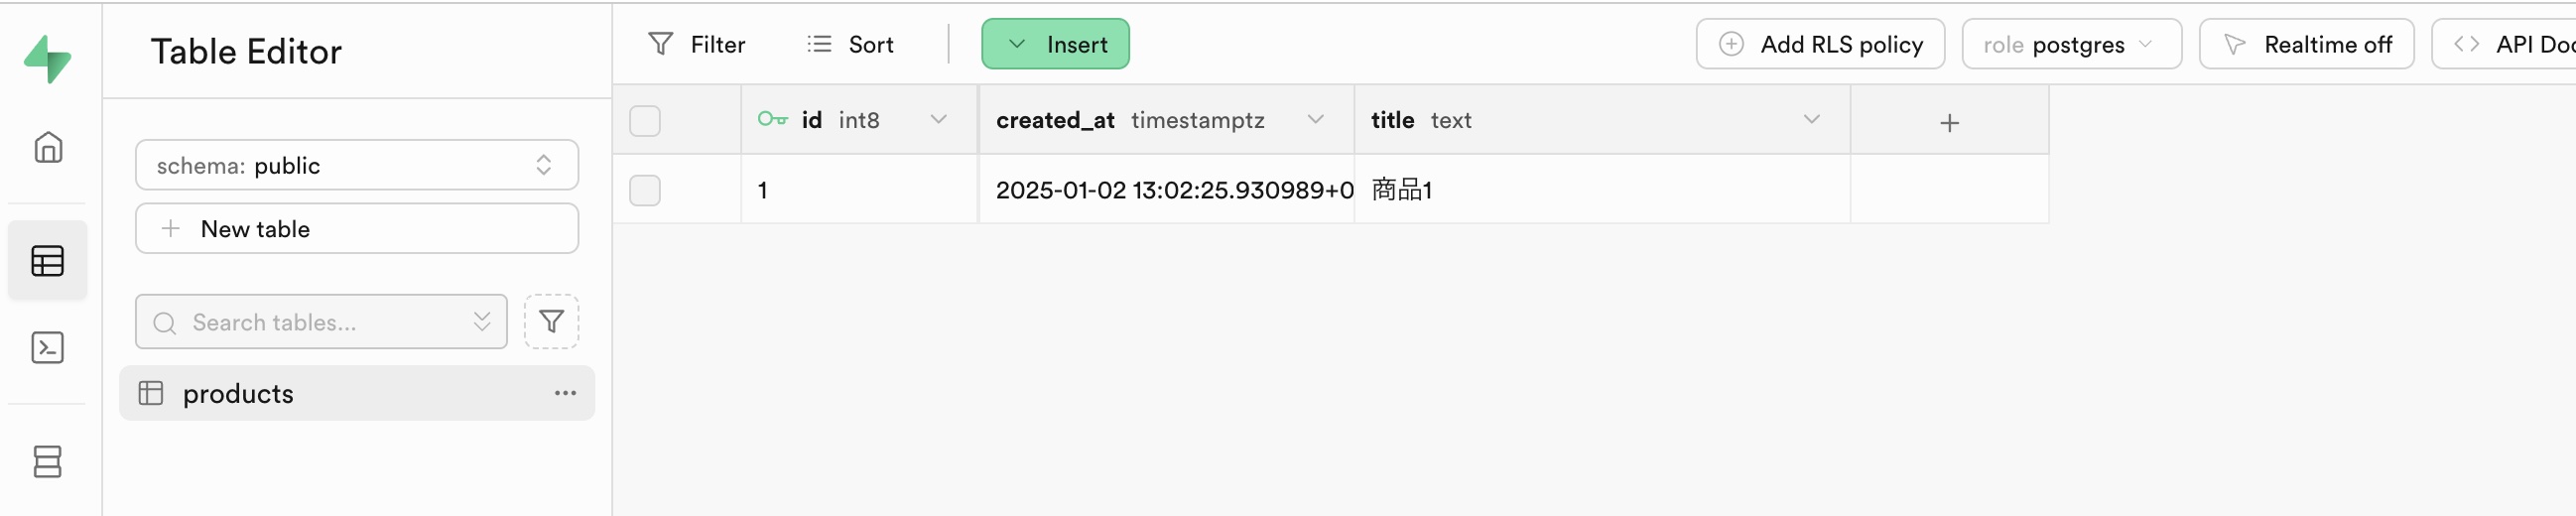 Table Editor
Filter Sort Insert Add RLS policy role postgres Realtime off API
schema: public
New table
Search tables...
products
id int8 created_at timestamptz title text
1 2025-01-02 13:02:25.930989+0 商品1